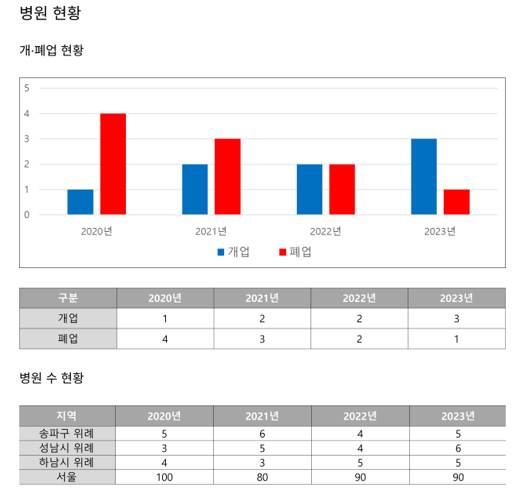 병원 현황
개·폐업 현황
5
4
3
2
1
0
2020년 2021년 2022년 2023년
개업 폐업
구분 2020년 2021년 2022년 2023년
개업 1 2 2 3
폐업 4 3 2 1
병원 수 현황
지역 2020년 2021년 2022년 2023년
송파구 위례 5 6 4 5
성남시 위례 3 5 4 6
하남시 위례 4 3 5 5
서울 100 80 90 90